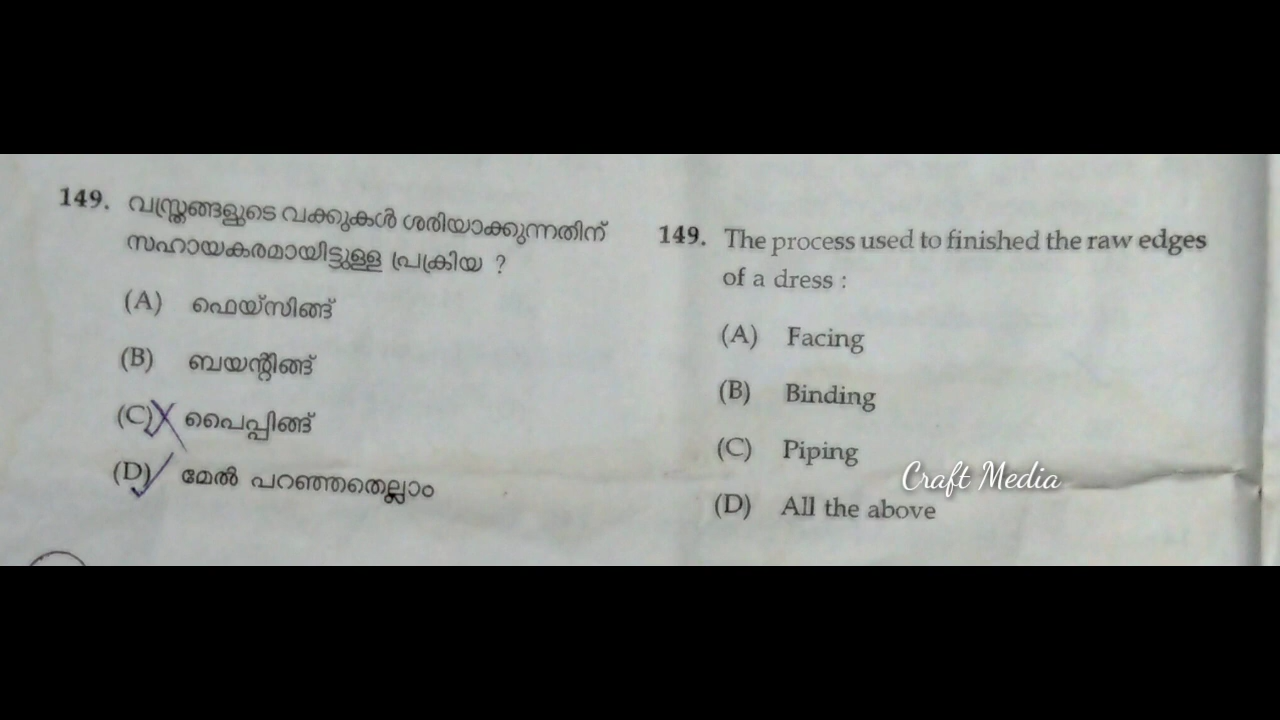 149. വസ്ത്രങ്ങളുടെ വക്കുകൾ ശരിയാക്കുന്നതിന്
സഹായകരമായിട്ടുള്ള പ്രക്രിയ ?
(A) ഫെയ്സിങ്ങ്
(B) ബയന്റിങ്ങ്
(C) പൈപ്പിങ്ങ്
(D) മേൽ പറഞ്ഞതെല്ലാം
149. The process used to finished the raw edges
of a dress :
(A) Facing
(B) Binding
(C) Piping
(D) All the above
Craft Media